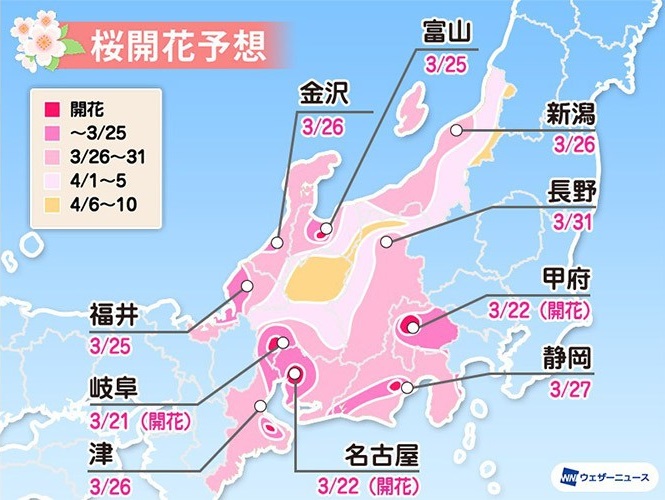 桜開花予想
開花
～3/25
3/26～31
4/1～5
4/6～10
富山
3/25
金沢
3/26
新潟
3/26
長野
3/31
甲府
3/22（開花）
福井
3/25
静岡
3/27
岐阜
3/21（開花）
津
3/26
名古屋
3/22（開花）
WN ウェザーニュース